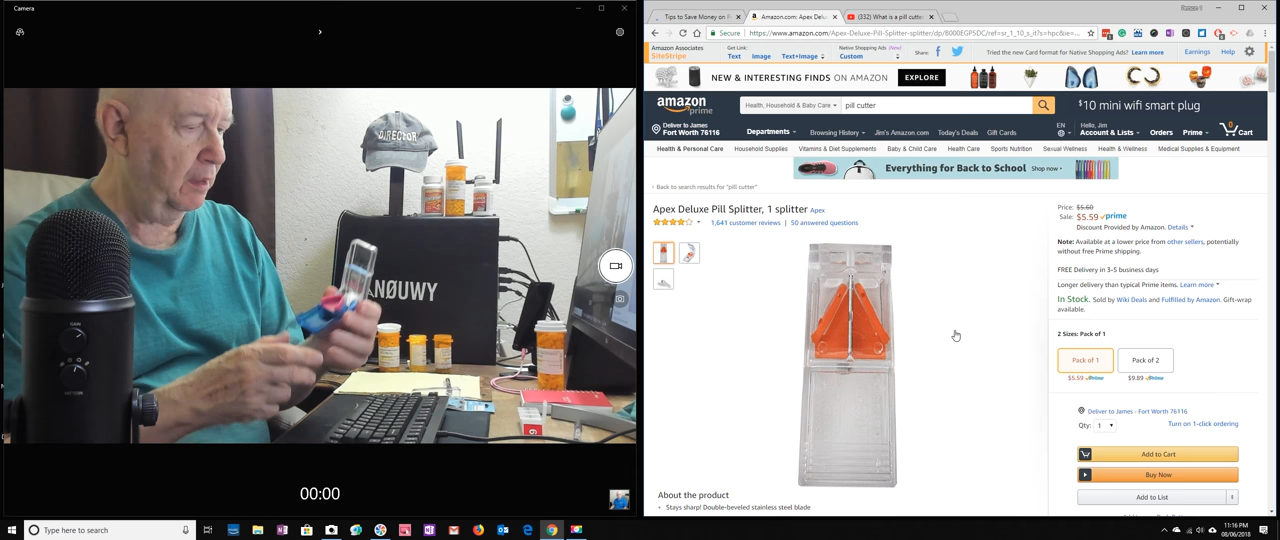 Camera
DIRECTOR
KNØUWY
GAIN
00:00
Tips to Save Money on
Amazon.com: Apex Delu
(332) What is a pill cutter
Secure
https://www.amazon.com/Apex-Deluxe-Pill-Splitter-splitter/dp/B000EGP5DC/ref=sr_1_10_s_it?s=hpc&ie=...
Amazon Associates
SiteStripe
Get Link:
Text Image Text+Image
Native Shopping Ads (New)
Custom
Share:
Tried the new Card format for Native Shopping Ads? Learn more
Earnings Help
NEW & INTERESTING FINDS ON AMAZON EXPLORE
amazon
prime
Health, Household & Baby Care
pill cutter
$10 mini wifi smart plug
Deliver to James
Fort Worth 76116
Departments
Browsing History Jim's Amazon.com Today's Deals Gift Cards
EN
Hello, Jim
Account & Lists
Orders
Prime
0
Cart
Health & Personal Care Household Supplies Vitamins & Diet Supplements Baby & Child Care Health Care Sports Nutrition Sexual Wellness Health & Wellness Medical Supplies & Equipment
Everything for Back to School Shop now
‹ Back to search results for "pill cutter"
Apex Deluxe Pill Splitter, 1 splitter Apex
1,641 customer reviews | 50 answered questions
About the product
• Stays sharp! Double-beveled stainless steel blade
Price: $5.60
Sale: $5.59 prime
Discount Provided by Amazon. Details
Note: Available at a lower price from other sellers, potentially
without free Prime shipping.
FREE Delivery in 3-5 business days
Longer delivery than typical Prime items. Learn more
In Stock. Sold by Wiki Deals and Fulfilled by Amazon. Gift-wrap
available.
2 Sizes: Pack of 1
Pack of 1
$5.59 prime
Pack of 2
$9.89 prime
Deliver to James - Fort Worth 76116
Qty: 1
Turn on 1-click ordering
Add to Cart
Buy Now
Add to List
Type here to search
11:16 PM
08/06/2018